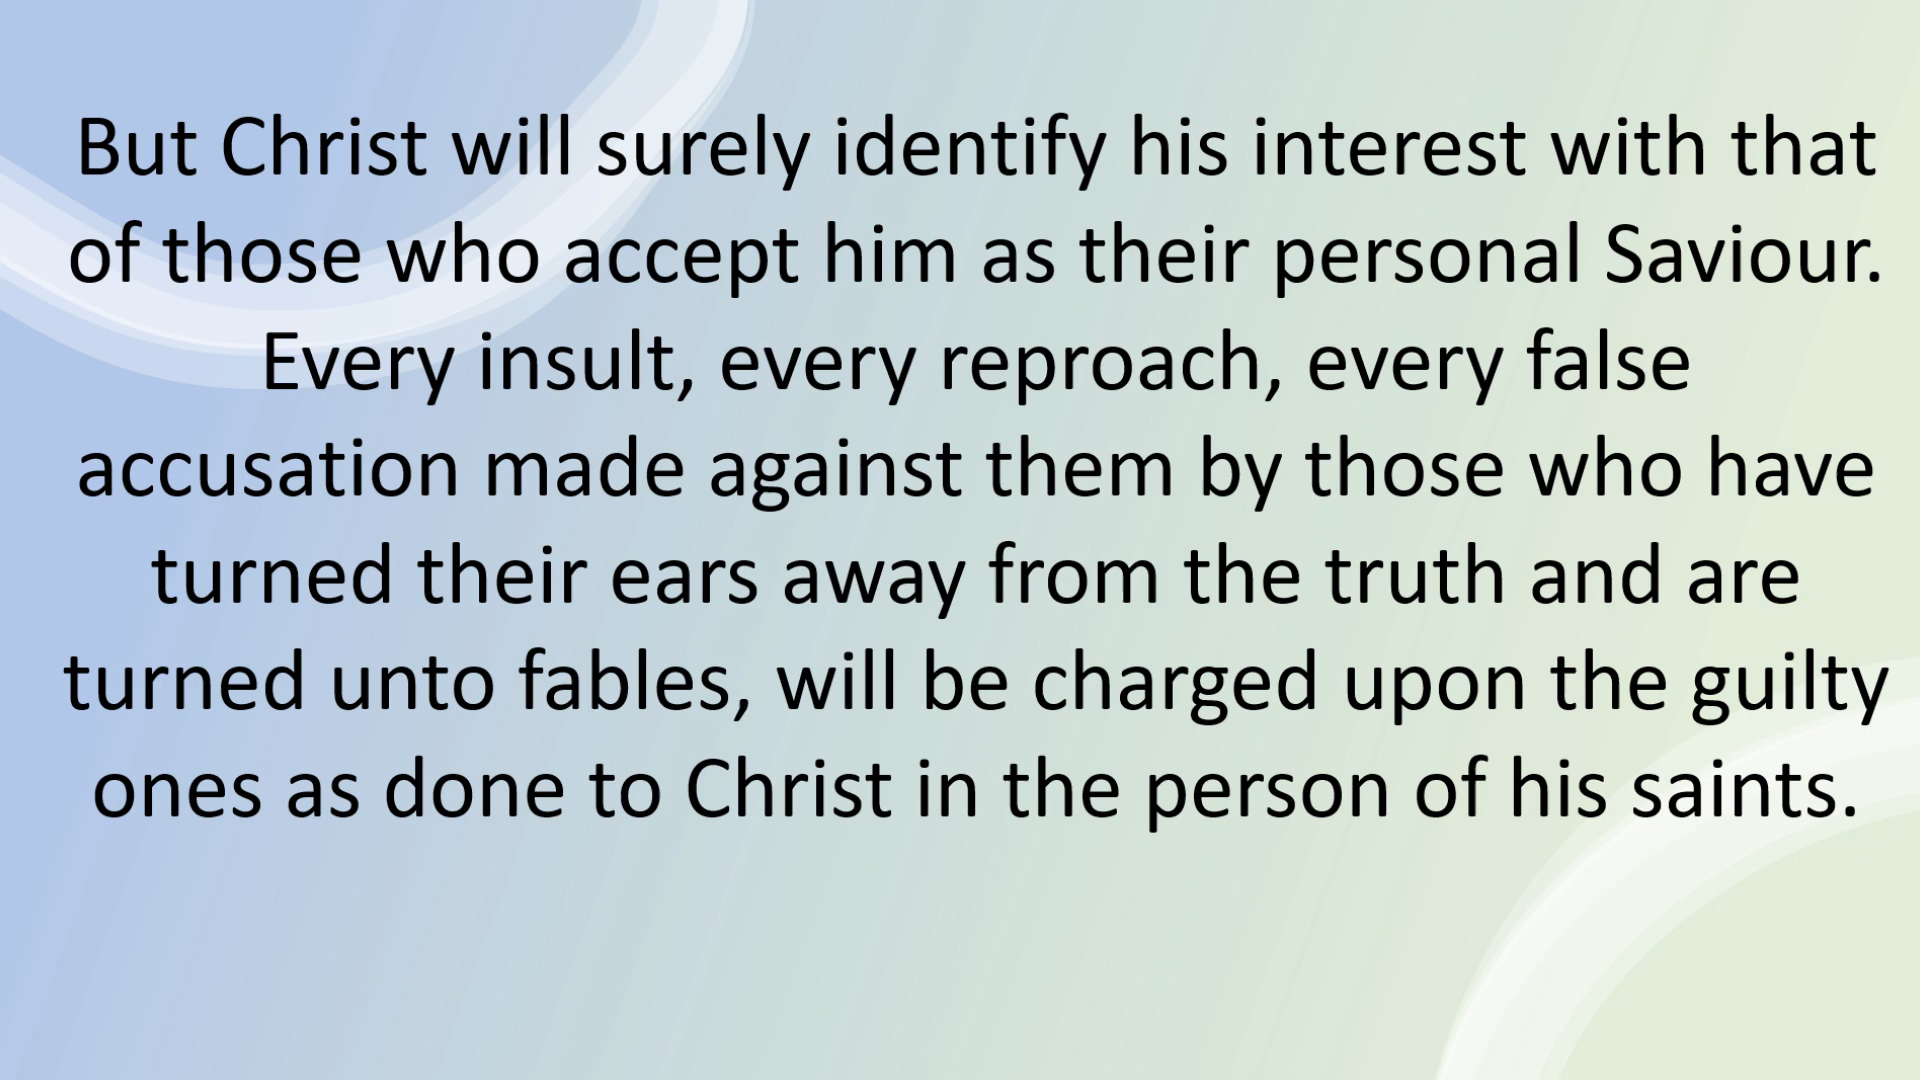 But Christ will surely identify his interest with that
of those who accept him as their personal Saviour.
Every insult, every reproach, every false
accusation made against them by those who have
turned their ears away from the truth and are
turned unto fables, will be charged upon the guilty
ones as done to Christ in the person of his saints.